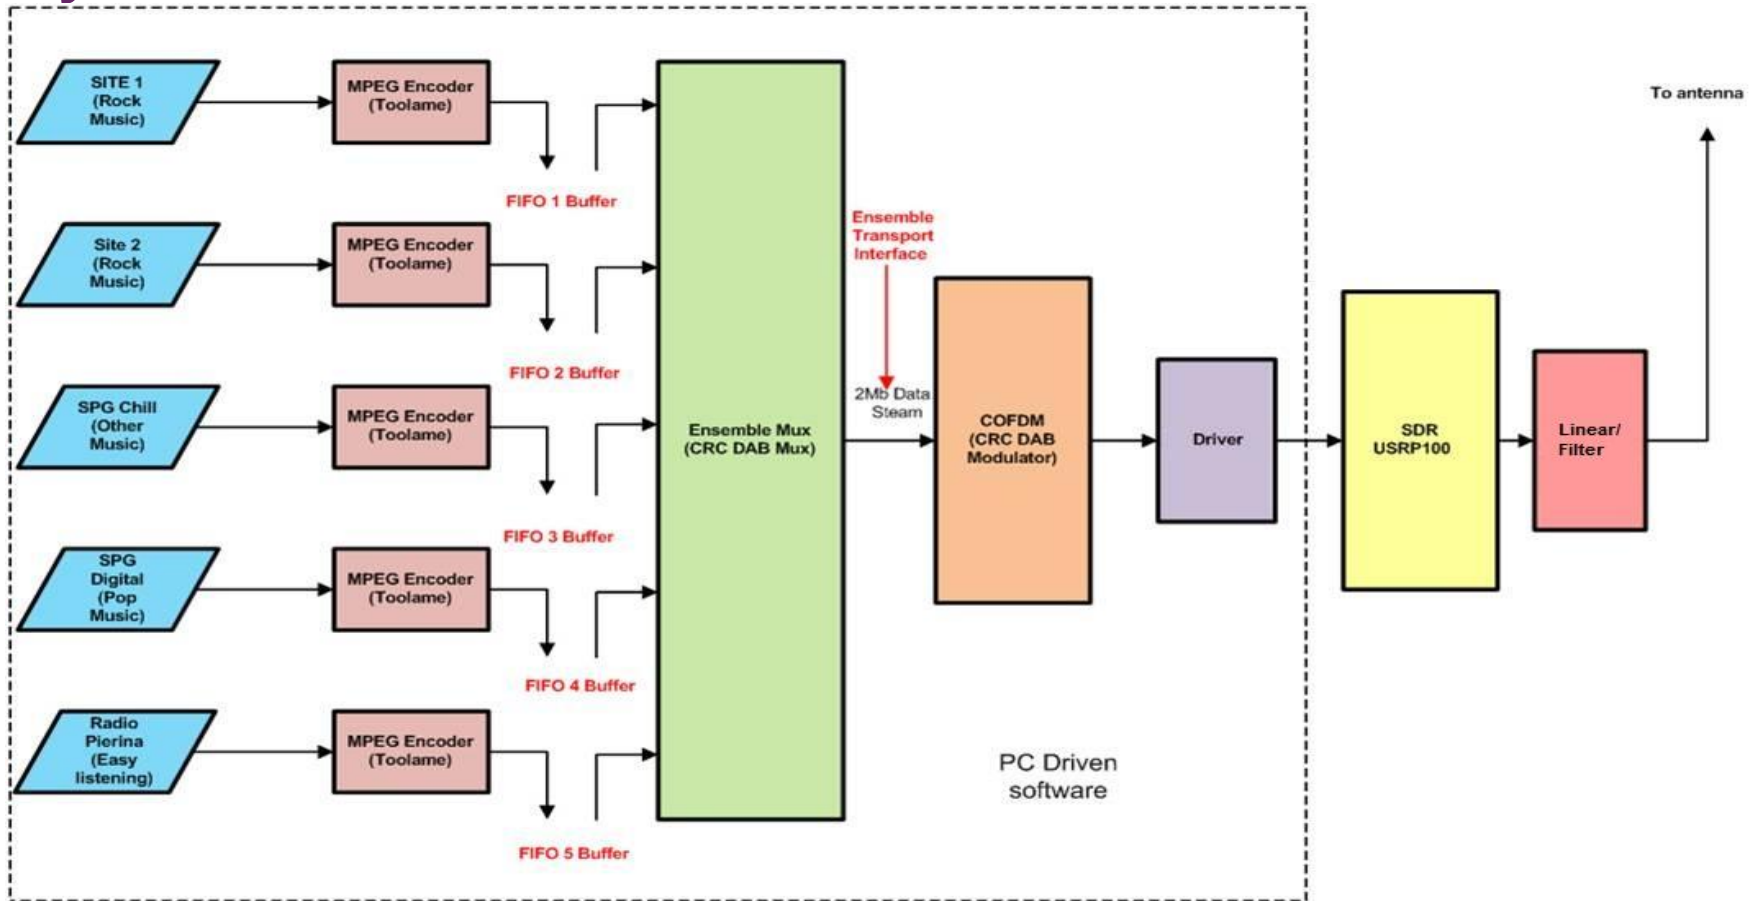 SITE 1
(Rock
Music)
MPEG Encoder
(Toolame)
FIFO 1 Buffer
Site 2
(Rock
Music)
MPEG Encoder
(Toolame)
FIFO 2 Buffer
SPG Chill
(Other
Music)
MPEG Encoder
(Toolame)
FIFO 3 Buffer
SPG
Digital
(Pop
Music)
MPEG Encoder
(Toolame)
FIFO 4 Buffer
Radio
Pierina
(Easy
listening)
MPEG Encoder
(Toolame)
FIFO 5 Buffer
Ensemble Mux
(CRC DAB Mux)
Ensemble
Transport
Interface
2Mb Data
Steam
COFDM
(CRC DAB
Modulator)
Driver
PC Driven
software
SDR
USRP100
Linear/
Filter
To antenna